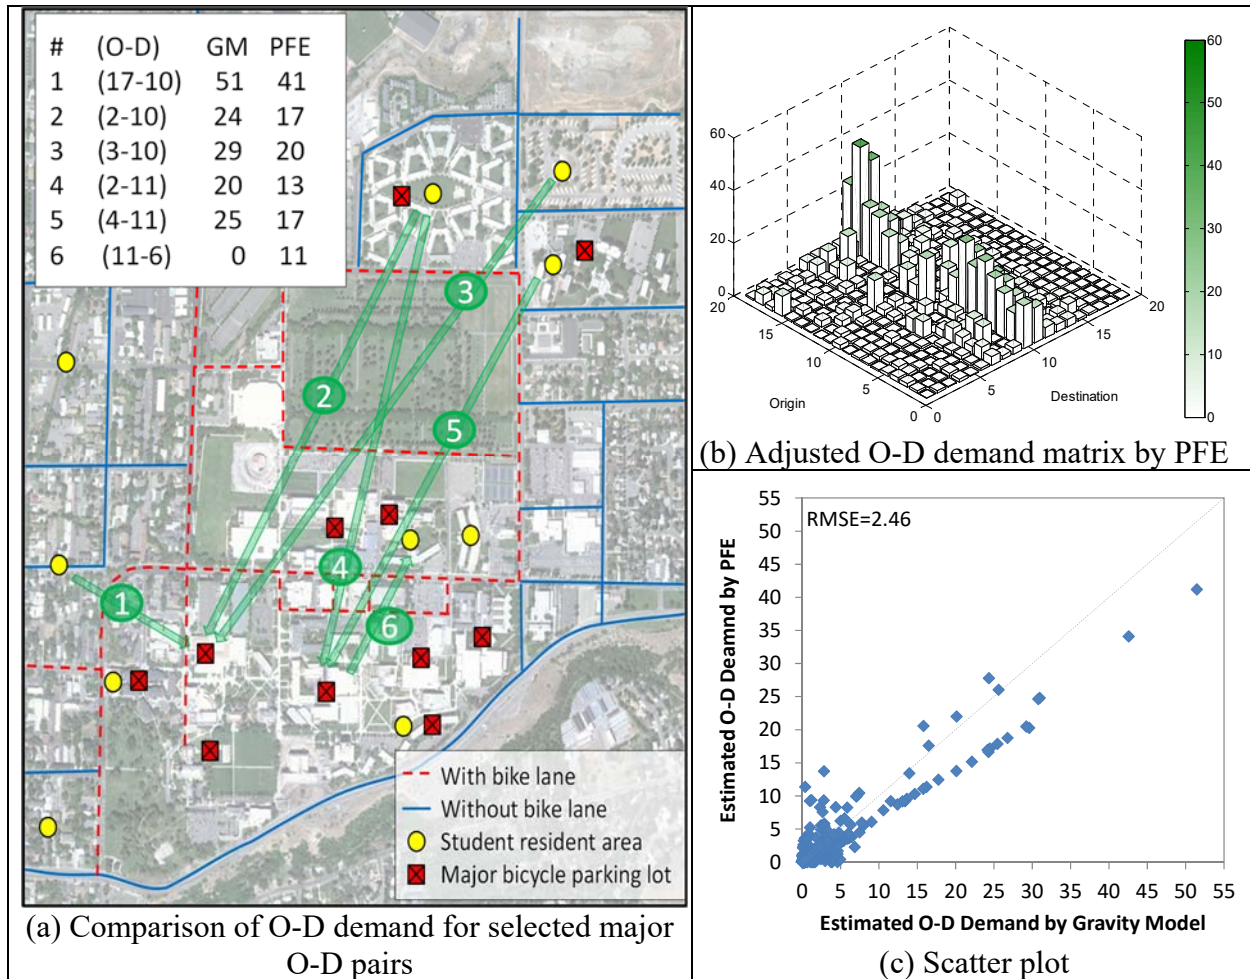 # (O-D) GM PFE
1 (17-10) 51 41
2 (2-10) 24 17
3 (3-10) 29 20
4 (2-11) 20 13
5 (4-11) 25 17
6 (11-6) 0 11
3
2
5
4
1
6
With bike lane
Without bike lane
Student resident area
Major bicycle parking lot
(a) Comparison of O-D demand for selected major
O-D pairs
60
40
20
0
20
15
10
5
0
0
5
10
15
20
Origin
Destination
60
50
40
30
20
10
0
(b) Adjusted O-D demand matrix by PFE
RMSE=2.46
Estimated O-D Deamnd by PFE
55
50
45
40
35
30
25
20
15
10
5
0
0 5 10 15 20 25 30 35 40 45 50 55
Estimated O-D Demand by Gravity Model
(c) Scatter plot